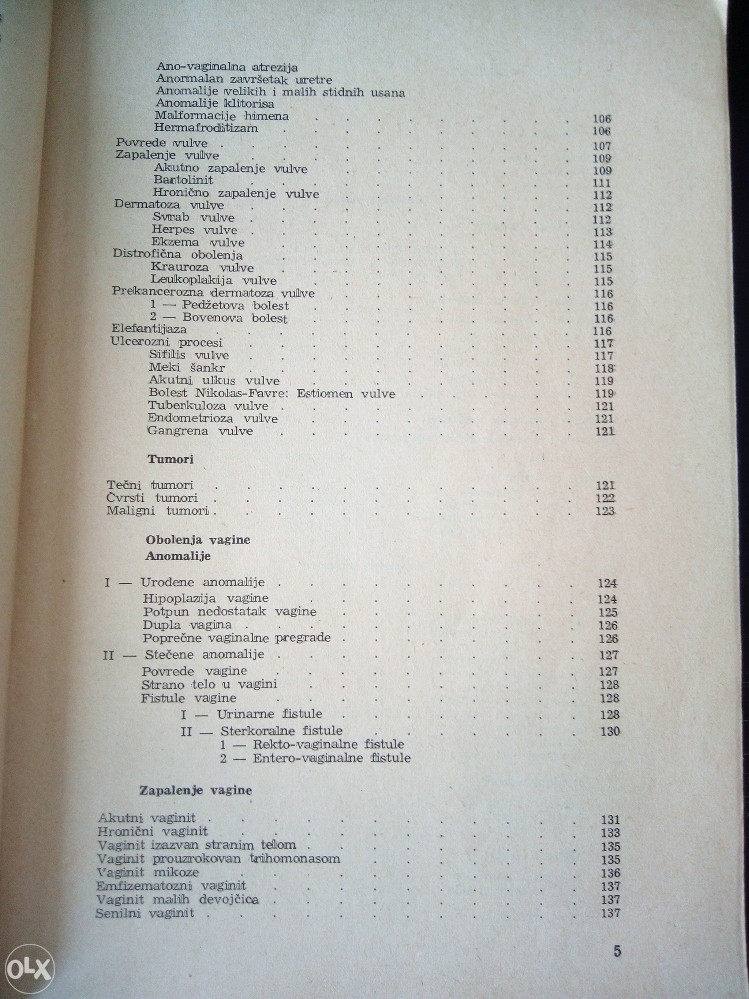 Ano-vaginalna atrezija
Anormalan završetak uretre
Anomalije velikih i malih stidnih usana
Anomalije klitorisa
Malformacije himena . . . . . . . . . 106
Hermafroditizam . . . . . . . . . . 106
Povrede vulve . . . . . . . . . . . . 107
Zapalenje vulve . . . . . . . . . . . 109
Akutno zapalenje vulve . . . . . . . . . 109
Bartolinit . . . . . . . . . . . 111
Hronično zapalenje vulve . . . . . . . . 112
Dermatoza vulve . . . . . . . . . . . 112
Svrab vulve . . . . . . . . . . . 112
Herpes vulve . . . . . . . . . . . 113
Ekzema vulve . . . . . . . . . . . 114
Distrofična obolenja . . . . . . . . . . 115
Krauroza vulve . . . . . . . . . . 115
Leukoplakija vulve . . . . . . . . . . 115
Prekancerozna dermatoza vulve . . . . . . . . 116
1 — Pedžetova bolest . . . . . . . . . 116
2 — Bovenova bolest . . . . . . . . . 116
Elefantijaza . . . . . . . . . . . . 116
Ulcerozni procesi . . . . . . . . . . . 117
Sifilis vulve . . . . . . . . . . . 117
Meki šankr . . . . . . . . . . . 118
Akutni ulkus vulve . . . . . . . . . . 119
Bolest Nikolas-Favre: Estiomen vulve . . . . . . 119
Tuberkuloza vulve . . . . . . . . . . 121
Endometrioza vulve . . . . . . . . . . 121
Gangrena vulve . . . . . . . . . . 121
Tumori
Tečni tumori . . . . . . . . . . . . 121
Čvrsti tumori . . . . . . . . . . . . 122
Maligni tumori . . . . . . . . . . . . 123
Obolenja vagine
Anomalije
I — Urođene anomalije . . . . . . . . . . 124
Hipoplazija vagine . . . . . . . . . . 124
Potpun nedostatak vagine . . . . . . . . 125
Dupla vagina . . . . . . . . . . . 126
Poprečne vaginalne pregrade . . . . . . . . 126
II — Stečene anomalije . . . . . . . . . . 127
Povrede vagine . . . . . . . . . . 127
Strano telo u vagini . . . . . . . . . 128
Fistule vagine . . . . . . . . . . 128
I — Urinarne fistule . . . . . . . . 128
II — Sterkoralne fistule . . . . . . . 130
1 — Rekto-vaginalne fistule
2 — Entero-vaginalne fistule
Zapalenje vagine
Akutni vaginit . . . . . . . . . . . . 131
Hronični vaginit . . . . . . . . . . . 133
Vaginit izazvan stranim telom . . . . . . . . . 135
Vaginit prouzrokovan trihomonasom . . . . . . . 135
Vaginit mikoze . . . . . . . . . . . 136
Emfizematozni vaginit . . . . . . . . . . 137
Vaginit malih devojčica . . . . . . . . . . 137
Senilni vaginit . . . . . . . . . . . . 137
5
OLX